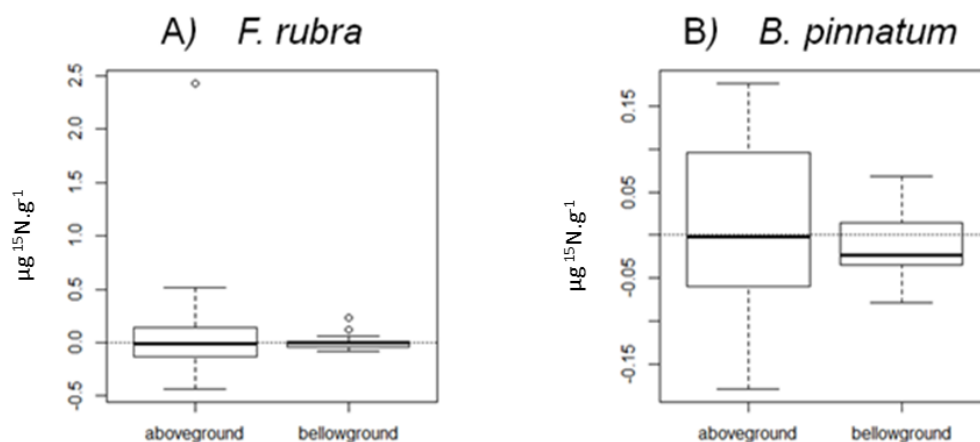 A) F. rubra
2.5
2.0
1.5
1.0
0.5
0.0
-0.5
µg ¹⁵N.g⁻¹
aboveground bellowground
B) B. pinnatum
0.15
0.05
-0.05
-0.15
µg ¹⁵N.g⁻¹
aboveground bellowground